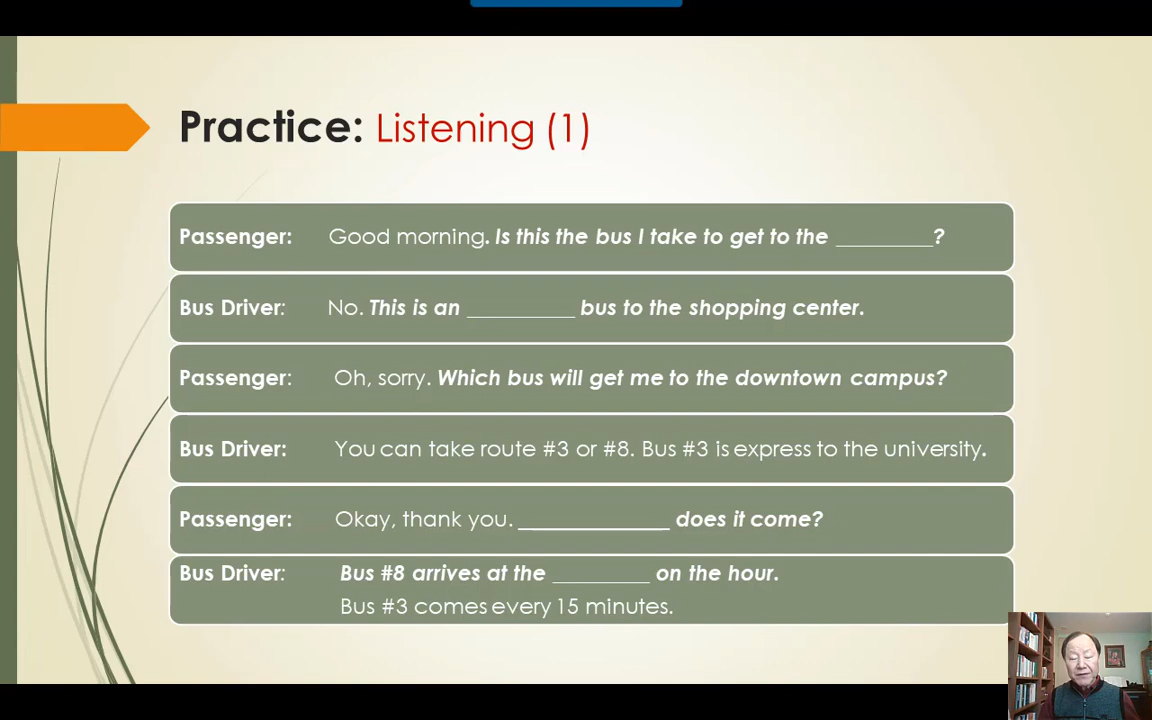 Practice: Listening (1)
Passenger: Good morning. Is this the bus I take to get to the _________?
Bus Driver: No. This is an __________ bus to the shopping center.
Passenger: Oh, sorry. Which bus will get me to the downtown campus?
Bus Driver: You can take route #3 or #8. Bus #3 is express to the university.
Passenger: Okay, thank you. ______________ does it come?
Bus Driver: Bus #8 arrives at the _________ on the hour.
Bus #3 comes every 15 minutes.